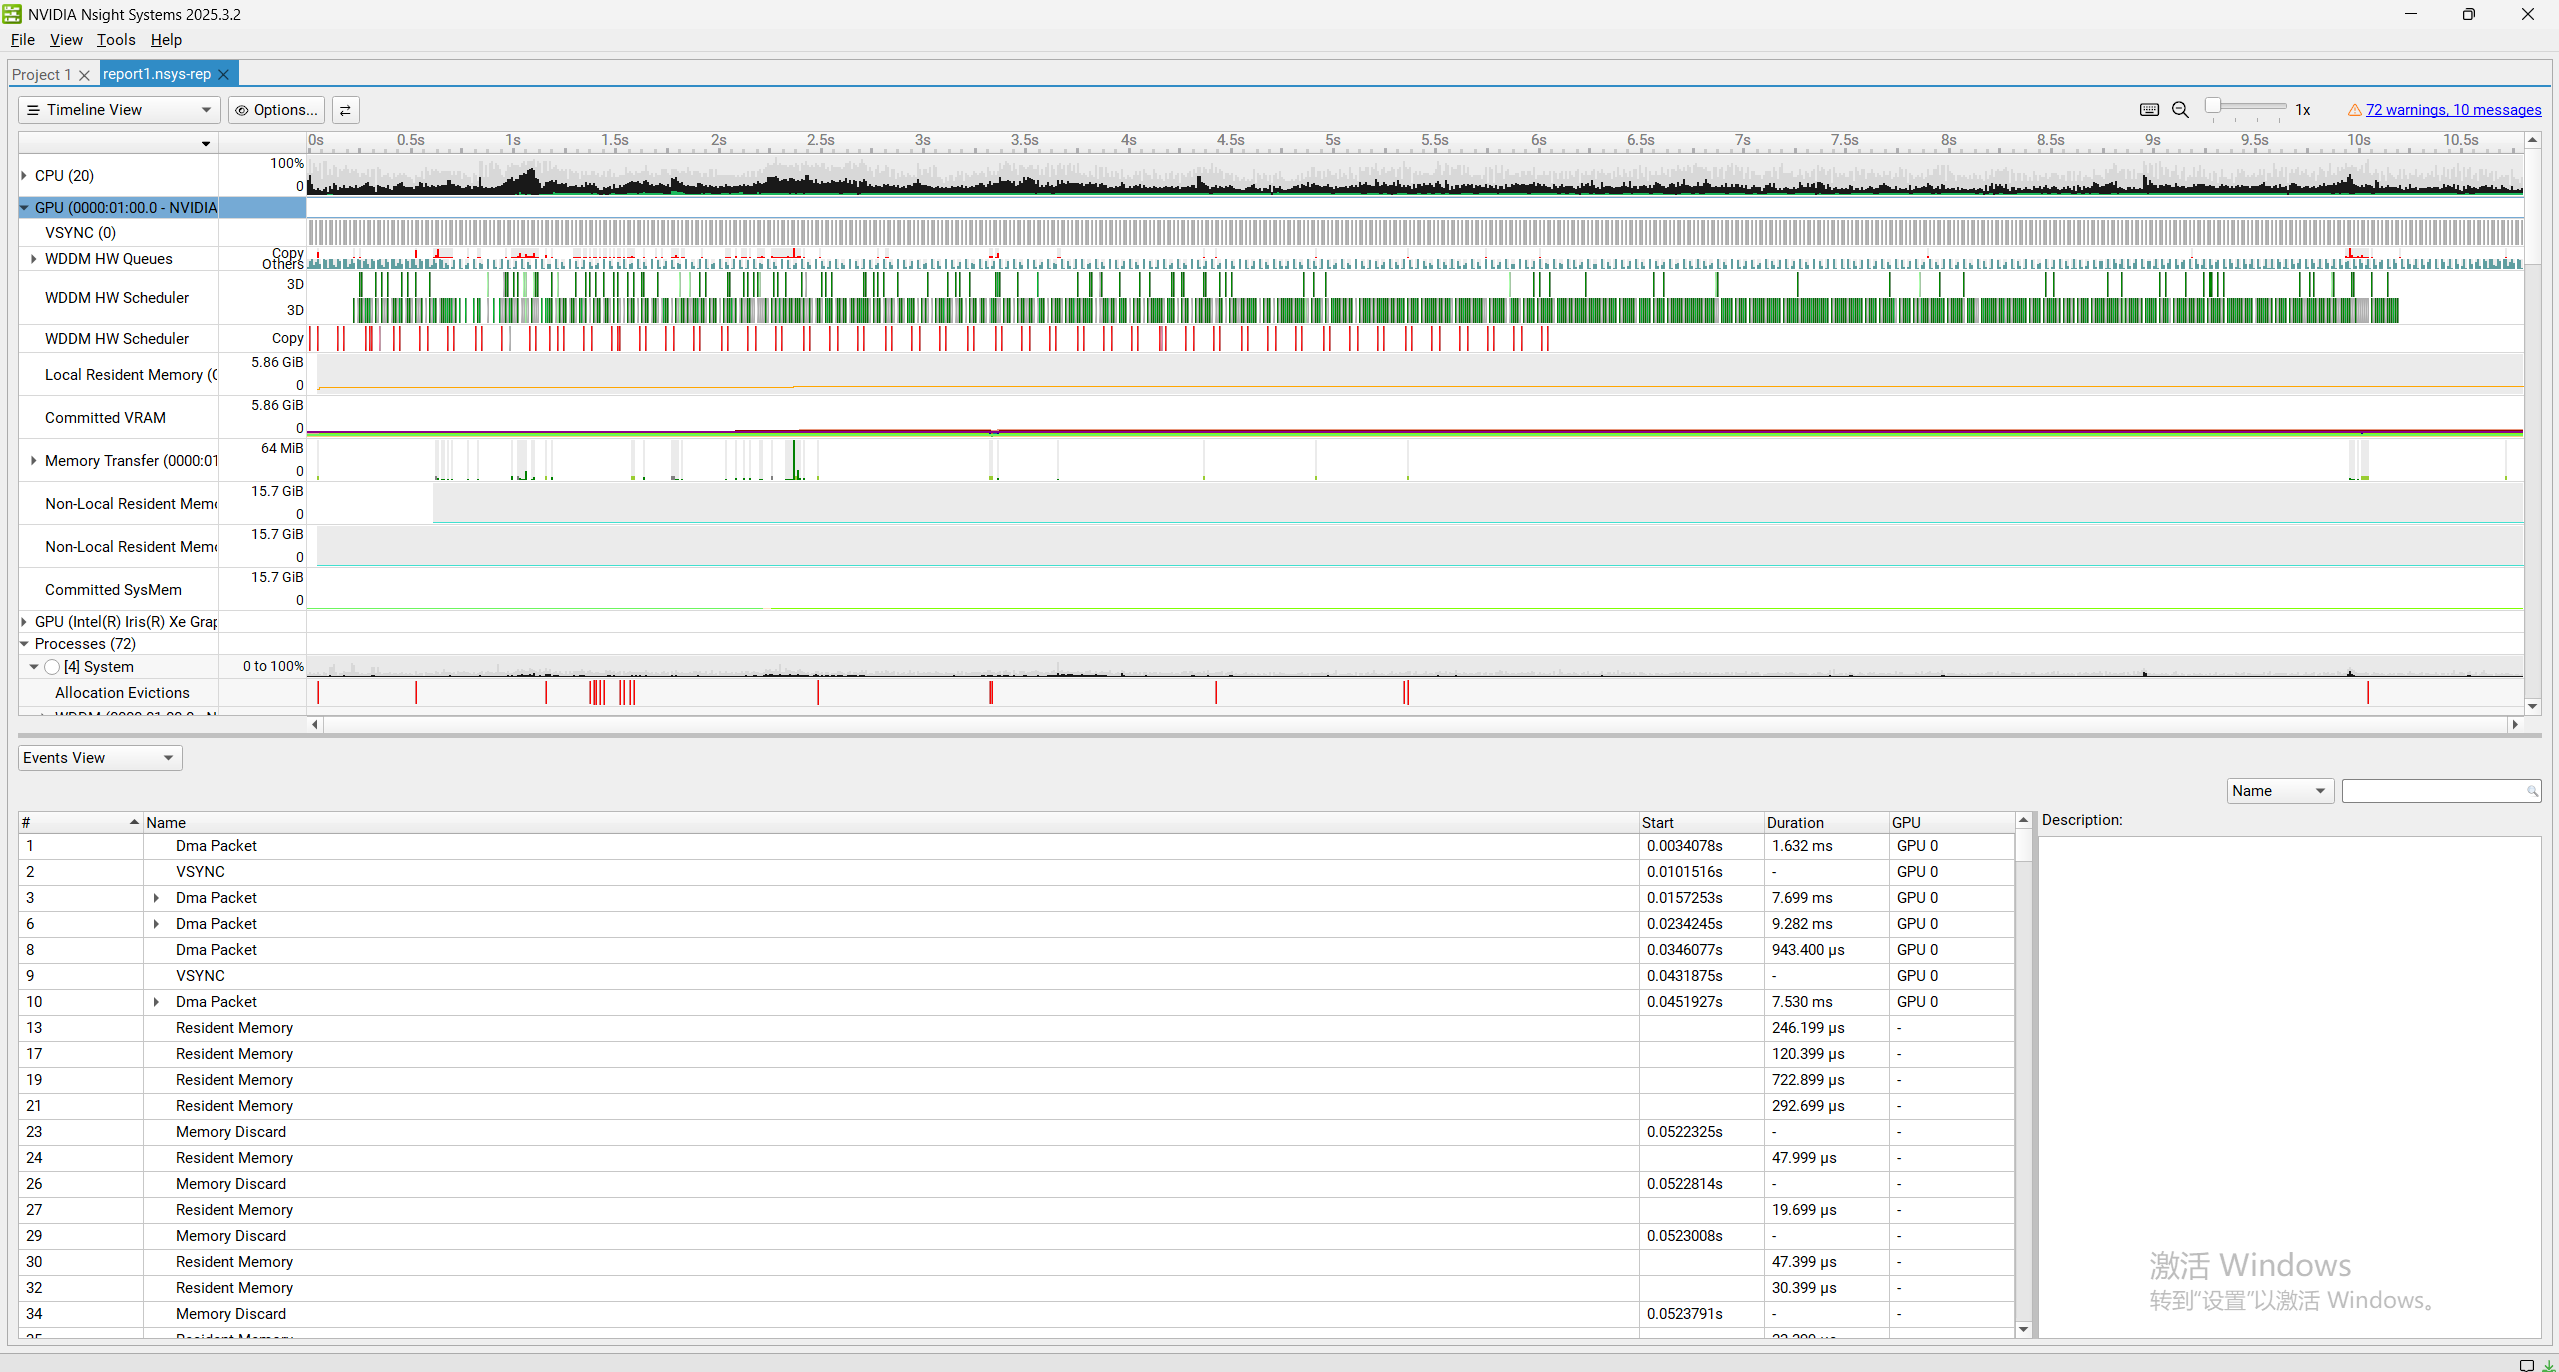 NVIDIA Nsight Systems 2025.3.2
File View Tools Help
Project 1 report1.nsys-rep
Timeline View Options... 1x 72 warnings, 10 messages
0s 0.5s 1s 1.5s 2s 2.5s 3s 3.5s 4s 4.5s 5s 5.5s 6s 6.5s 7s 7.5s 8s 8.5s 9s 9.5s 10s 10.5s
CPU (20) 100% 0
GPU (0000:01:00.0 - NVIDIA
VSYNC (0)
WDDM HW Queues Copy Others
WDDM HW Scheduler 3D 3D
WDDM HW Scheduler Copy
Local Resident Memory (0 5.86 GiB 0
Committed VRAM 5.86 GiB 0
Memory Transfer (0000:01 64 MiB 0
Non-Local Resident Mem 15.7 GiB 0
Non-Local Resident Mem 15.7 GiB 0
Committed SysMem 15.7 GiB 0
GPU (Intel(R) Iris(R) Xe Grap
Processes (72)
[4] System 0 to 100%
Allocation Evictions
Events View
Name
# Name Start Duration GPU Description:
1 Dma Packet 0.0034078s 1.632 ms GPU 0
2 VSYNC 0.0101516s - GPU 0
3 Dma Packet 0.0157253s 7.699 ms GPU 0
6 Dma Packet 0.0234245s 9.282 ms GPU 0
8 Dma Packet 0.0346077s 943.400 µs GPU 0
9 VSYNC 0.0431875s - GPU 0
10 Dma Packet 0.0451927s 7.530 ms GPU 0
13 Resident Memory 246.199 µs -
17 Resident Memory 120.399 µs -
19 Resident Memory 722.899 µs -
21 Resident Memory 292.699 µs -
23 Memory Discard 0.0522325s - -
24 Resident Memory 47.999 µs -
26 Memory Discard 0.0522814s - -
27 Resident Memory 19.699 µs -
29 Memory Discard 0.0523008s - -
30 Resident Memory 47.399 µs -
32 Resident Memory 30.399 µs -
34 Memory Discard 0.0523791s - -
激活 Windows
转到“设置”以激活 Windows。